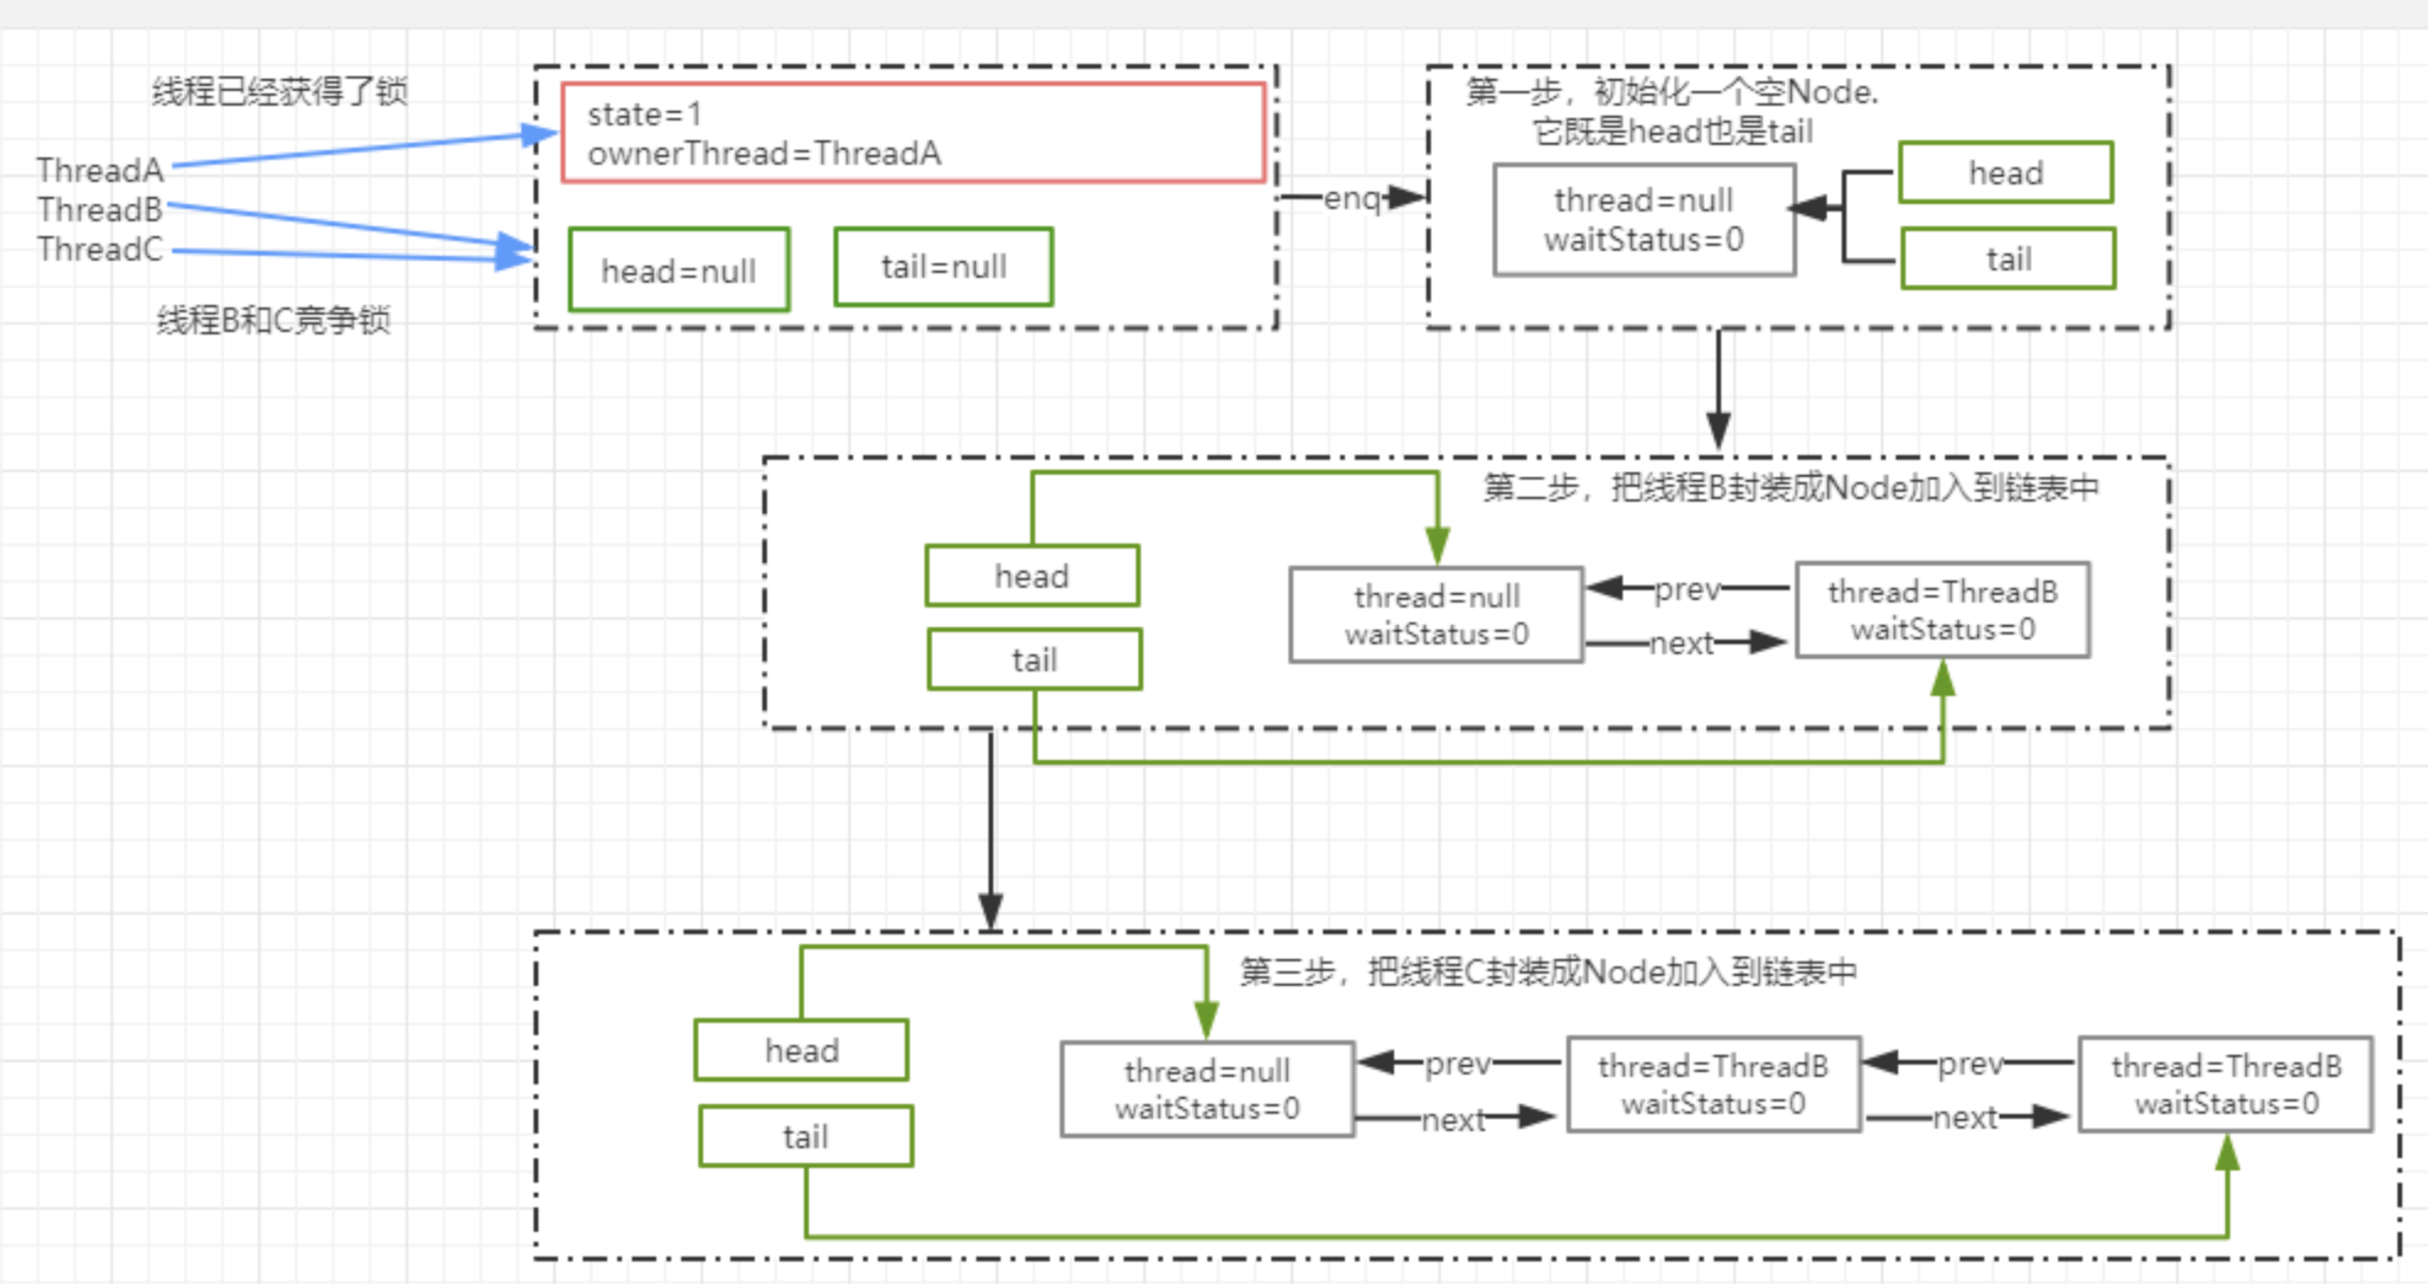 线程已经获得了锁
ThreadA
ThreadB
ThreadC
线程B和C竞争锁
state=1
ownerThread=ThreadA
head=null
tail=null
enq
第一步，初始化一个空Node.
它既是head也是tail
thread=null
waitStatus=0
head
tail
第二步，把线程B封装成Node加入到链表中
head
tail
thread=null
waitStatus=0
prev
next
thread=ThreadB
waitStatus=0
第三步，把线程C封装成Node加入到链表中
head
tail
thread=null
waitStatus=0
prev
next
thread=ThreadB
waitStatus=0
prev
next
thread=ThreadB
waitStatus=0